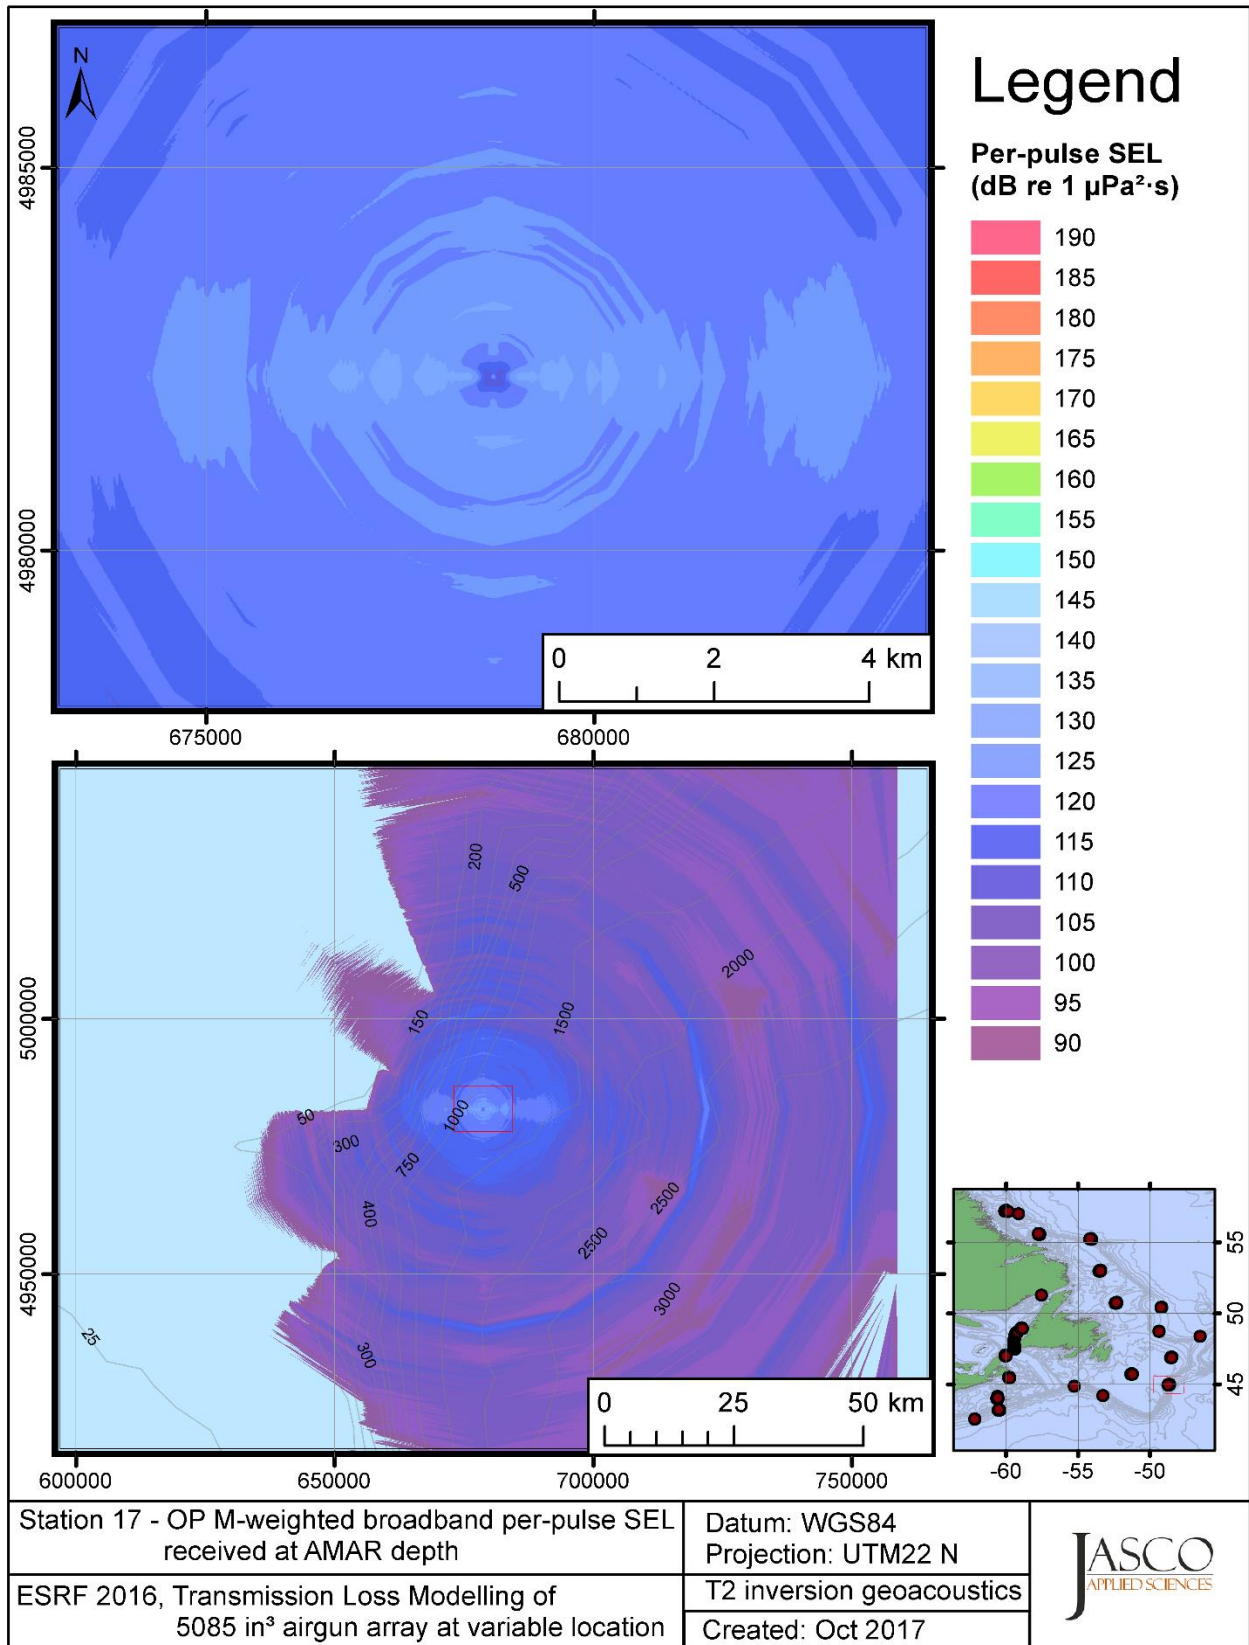 N
4985000
4980000
0 2 4 km
675000 680000
200
500
2000
150
1500
50
1000
300
750
400
2500
2500
3000
25
300
5000000
4950000
0 25 50 km
600000 650000 700000 750000
Legend
Per-pulse SEL
(dB re 1 µPa²·s)
190
185
180
175
170
165
160
155
150
145
140
135
130
125
120
115
110
105
100
95
90
55
50
45
-60 -55 -50
Station 17 - OP M-weighted broadband per-pulse SEL
received at AMAR depth
ESRF 2016, Transmission Loss Modelling of
5085 in³ airgun array at variable location
Datum: WGS84
Projection: UTM22 N
T2 inversion geoacoustics
Created: Oct 2017
JASCO
APPLIED SCIENCES